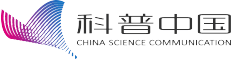 科普中国
CHINA SCIENCE COMMUNICATION